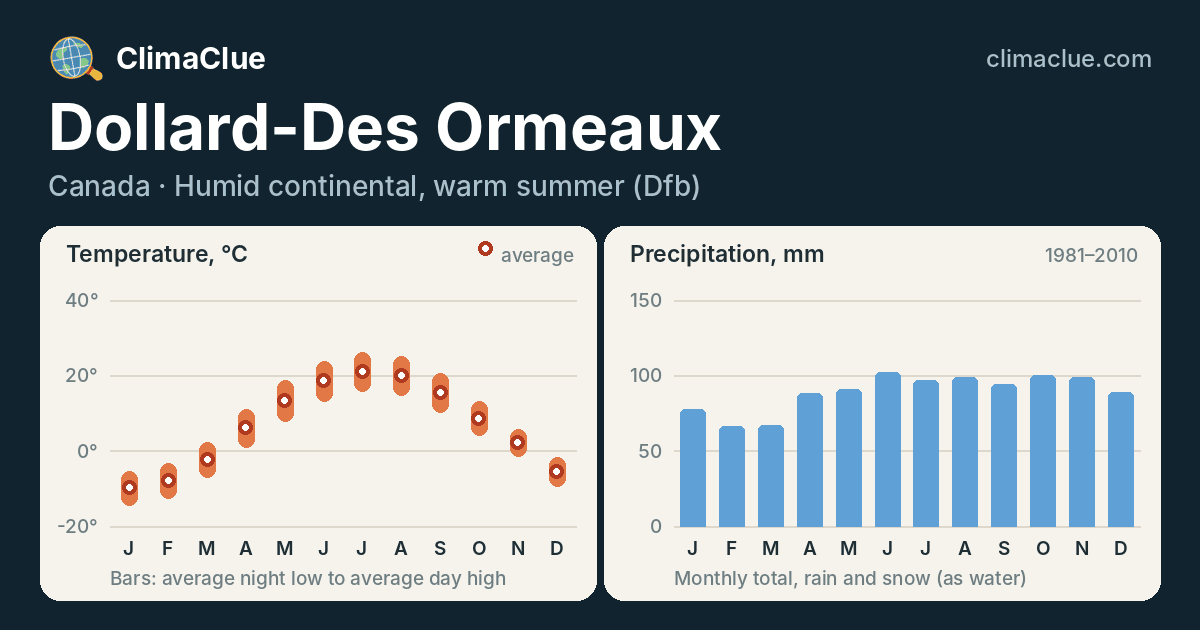 ClimaClue
climaclue.com
Dollard-Des Ormeaux
Canada · Humid continental, warm summer (Dfb)
Temperature, °C
average
40°
20°
0°
-20°
J F M A M J J A S O N D
Bars: average night low to average day high
Precipitation, mm
1981–2010
150
100
50
0
J F M A M J J A S O N D
Monthly total, rain and snow (as water)